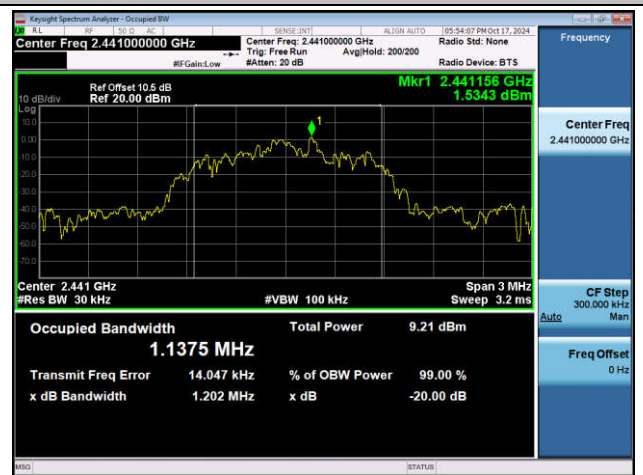 Keysight Spectrum Analyzer - Occupied BW
RL RF 50 Ω AC SENSE:INT ALIGN AUTO 05:54:07 PM Oct 17, 2024
Center Freq 2.441000000 GHz
Center Freq: 2.441000000 GHz Radio Std: None
Trig: Free Run Avg|Hold: 200/200
#IFGain:Low #Atten: 20 dB Radio Device: BTS
Frequency
Mkr1 2.441156 GHz
1.5343 dBm
Ref Offset 10.5 dB
10 dB/div Ref 20.00 dBm
Log
10.0
0.00
-10.0
-20.0
-30.0
-40.0
-50.0
-60.0
-70.0
1
Center 2.441 GHz Span 3 MHz
#Res BW 30 kHz #VBW 100 kHz Sweep 3.2 ms
Occupied Bandwidth Total Power 9.21 dBm
1.1375 MHz
Transmit Freq Error 14.047 kHz % of OBW Power 99.00 %
x dB Bandwidth 1.202 MHz x dB -20.00 dB
Center Freq
2.441000000 GHz
CF Step
300.000 kHz
Auto Man
Freq Offset
0 Hz
MSG STATUS